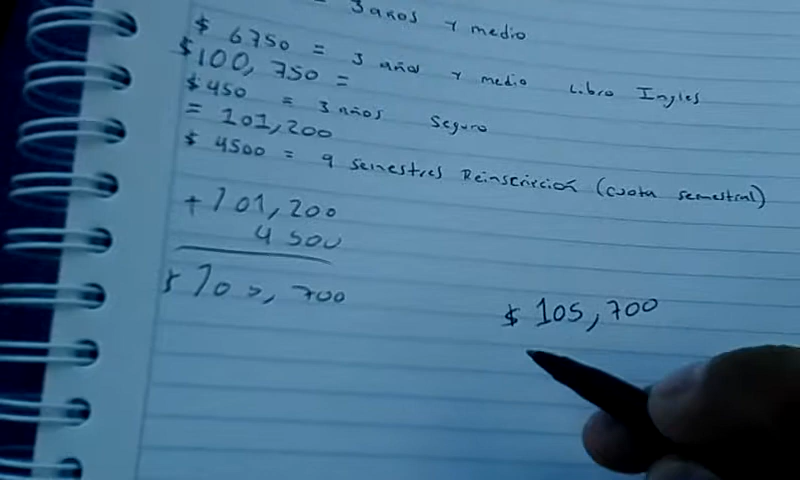 = 3 años y medio
$ 6750 = 3 años y medio Libro Ingles
$100, 750 =
$450 = 3 años Seguro
= 101,200
$ 4500 = 9 semestres Reinscrición (cuota semestral)
+ 101, 200
4 500
$ 105, 700
$ 105,700